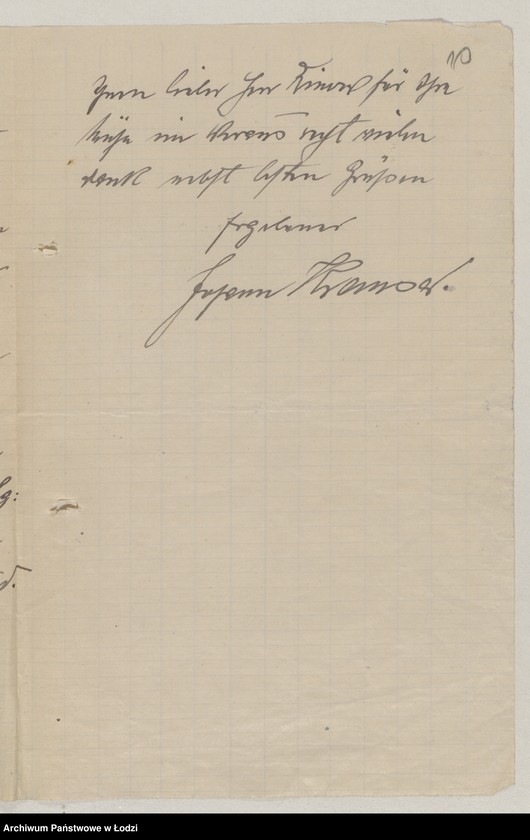 10
Ihnen lieber Herr für Ihre
Mühe im Voraus recht vielen
Dank nebst besten Grüßen
Ergebener
Johann
g:
d.
Archiwum Państwowe w Łodzi